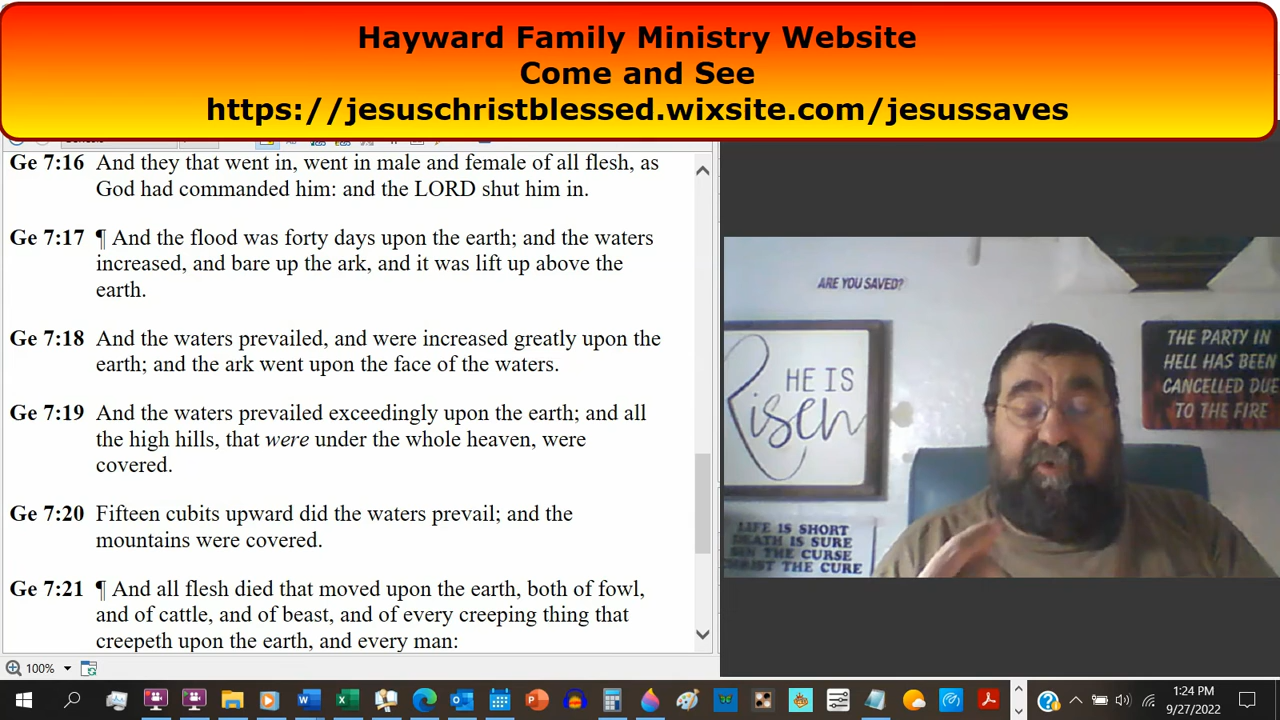 Hayward Family Ministry Website
Come and See
https://jesuschristblessed.wixsite.com/jesussaves
Ge 7:16 And they that went in, went in male and female of all flesh, as
God had commanded him: and the LORD shut him in.
Ge 7:17 ¶ And the flood was forty days upon the earth; and the waters
increased, and bare up the ark, and it was lift up above the
earth.
Ge 7:18 And the waters prevailed, and were increased greatly upon the
earth; and the ark went upon the face of the waters.
Ge 7:19 And the waters prevailed exceedingly upon the earth; and all
the high hills, that were under the whole heaven, were
covered.
Ge 7:20 Fifteen cubits upward did the waters prevail; and the
mountains were covered.
Ge 7:21 ¶ And all flesh died that moved upon the earth, both of fowl,
and of cattle, and of beast, and of every creeping thing that
creepeth upon the earth, and every man:
100%
ARE YOU SAVED?
HE IS
Risen
THE PARTY IN
HELL HAS BEEN
CANCELLED DUE
TO THE FIRE
LIFE IS SHORT
DEATH IS SURE
SIN THE CURSE
CHRIST THE CURE
1:24 PM
9/27/2022